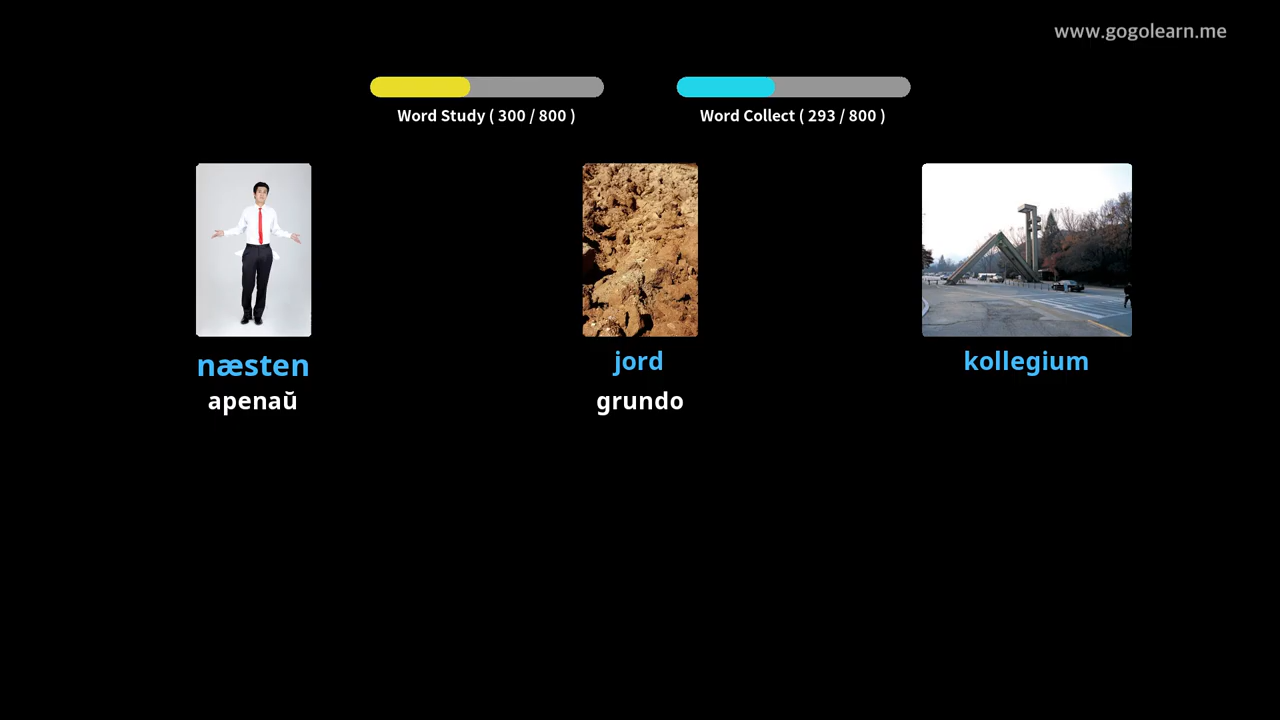 www.gogolearn.me
Word Study ( 300 / 800 )
Word Collect ( 293 / 800 )
næsten
jord
kollegium
apenaŭ
grundo